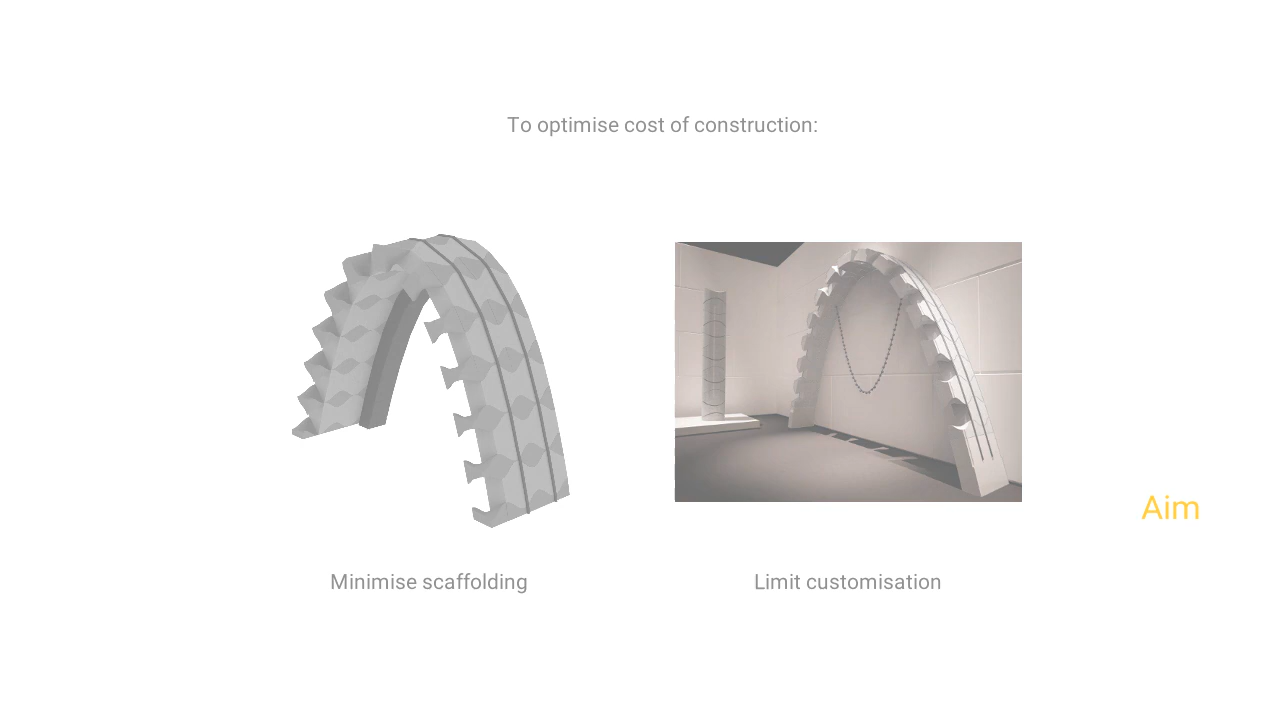 To optimise cost of construction:
Minimise scaffolding
Limit customisation
Aim